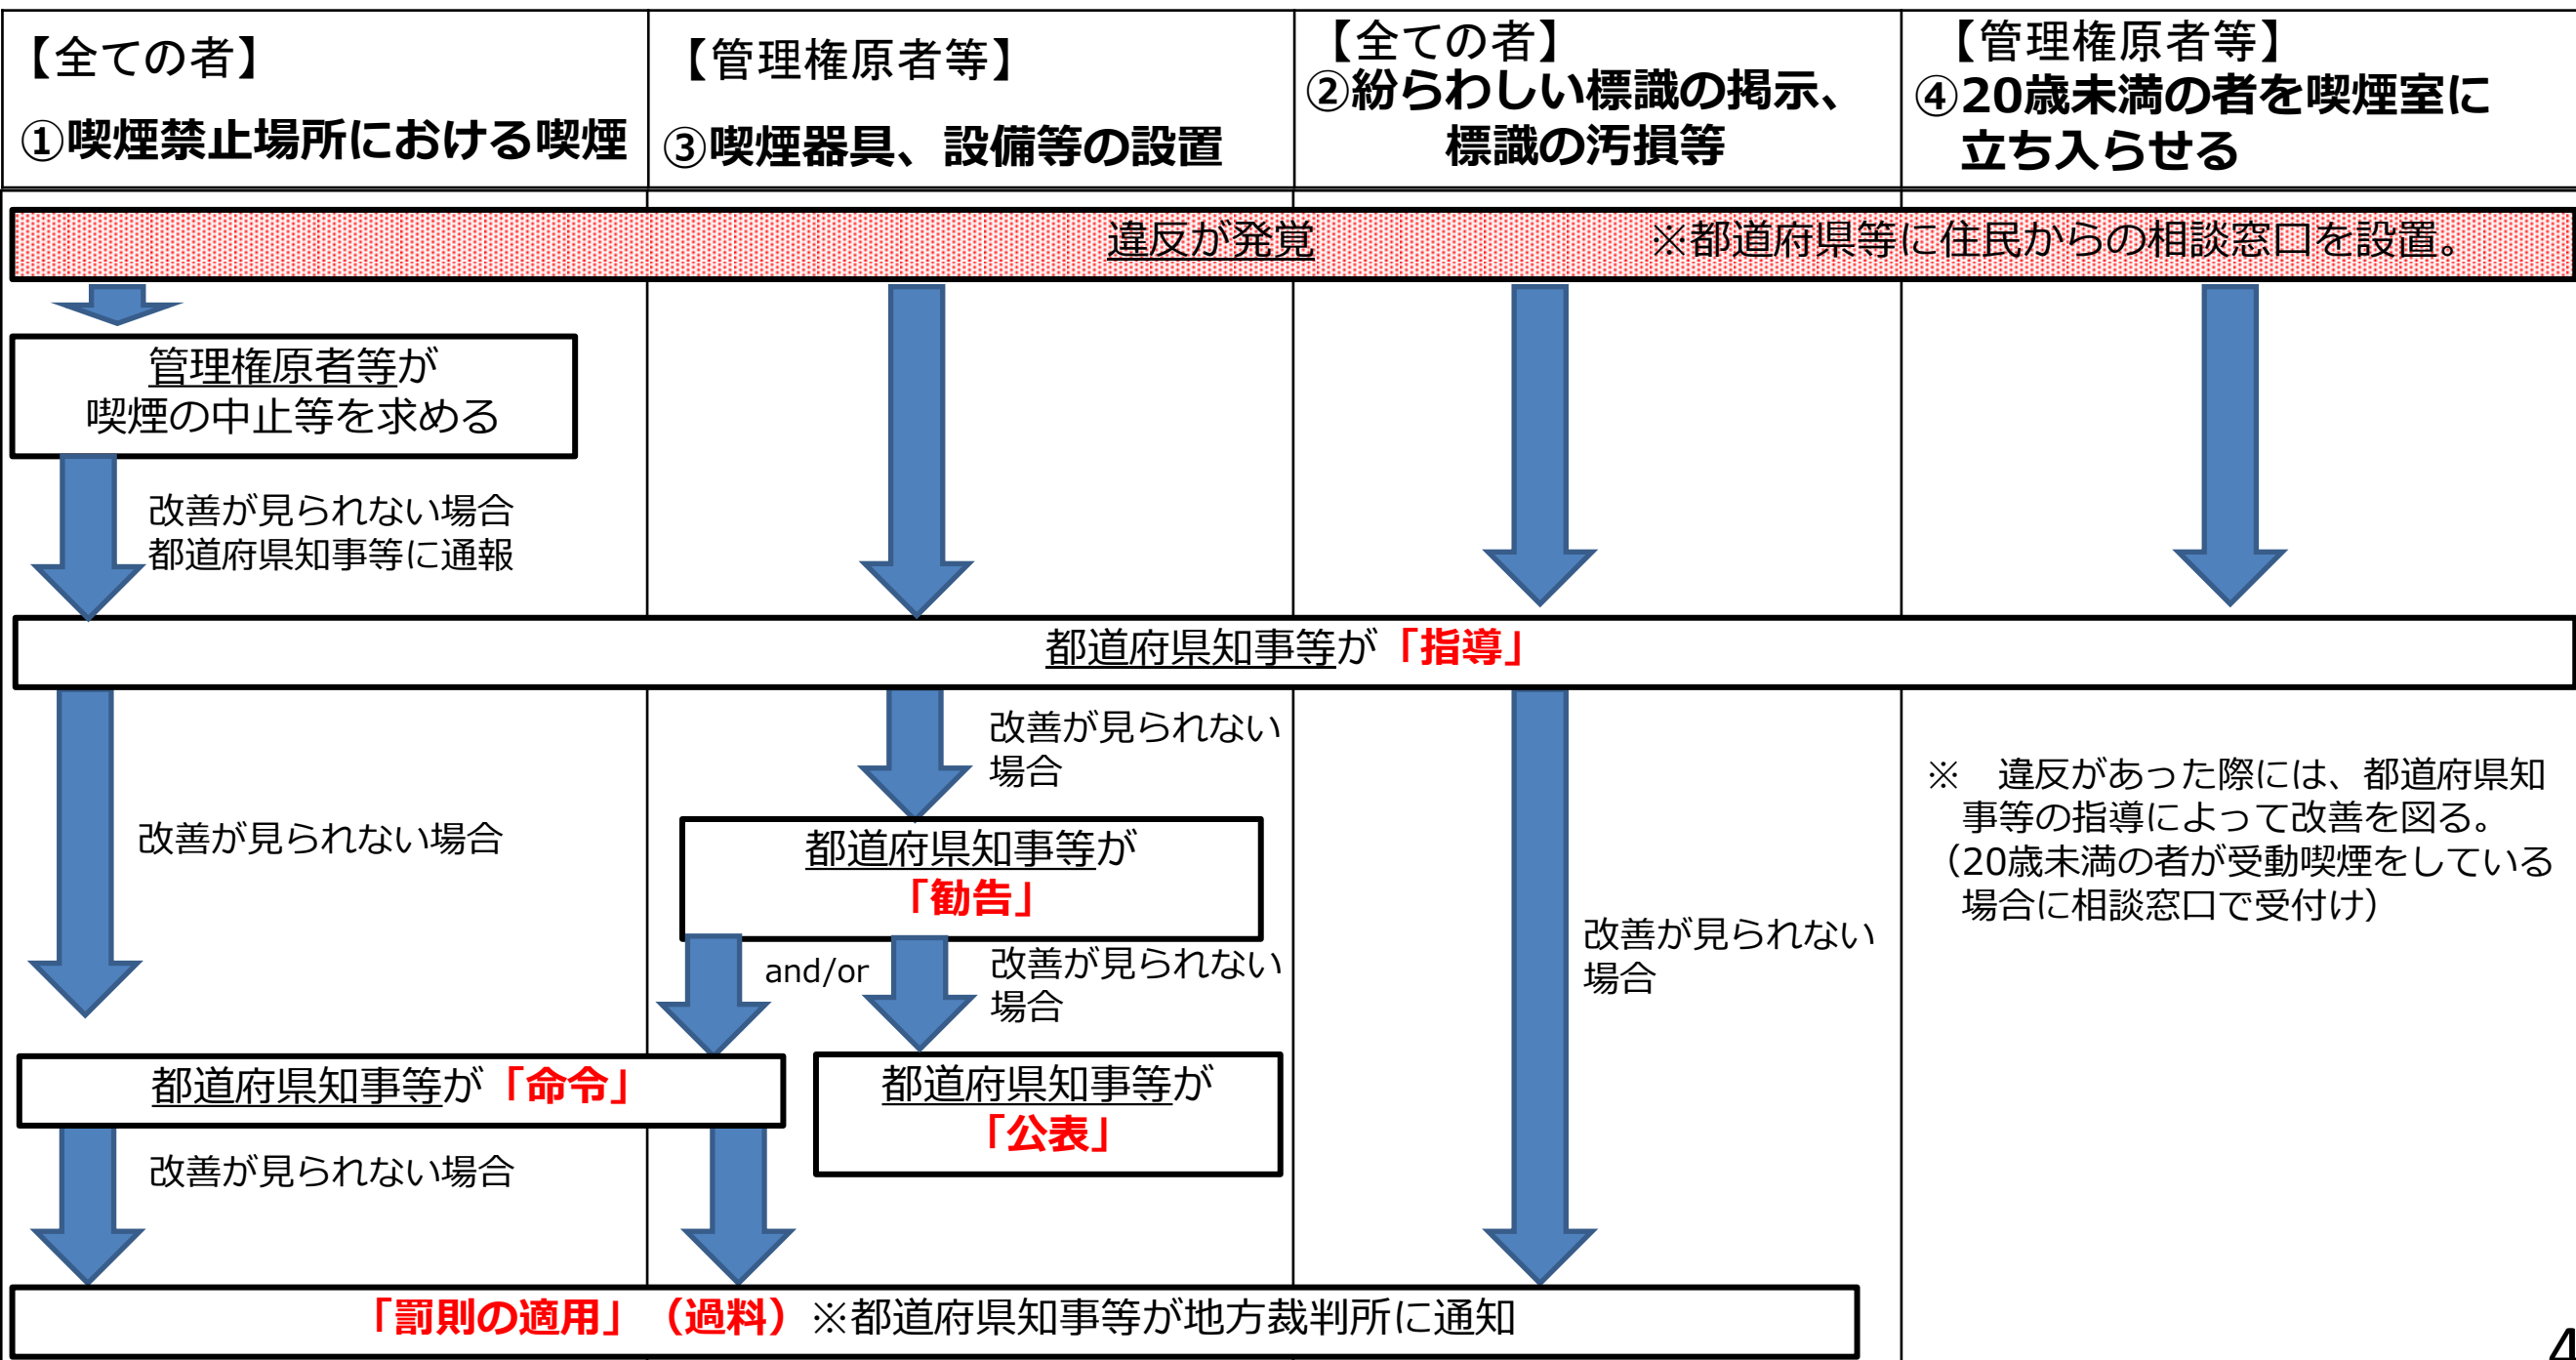 【全ての者】
①喫煙禁止場所における喫煙
【管理権原者等】
③喫煙器具、設備等の設置
【全ての者】
②紛らわしい標識の掲示、
標識の汚損等
【管理権原者等】
④20歳未満の者を喫煙室に
立ち入らせる
違反が発覚 ※都道府県等に住民からの相談窓口を設置。
管理権原者等が
喫煙の中止等を求める
改善が見られない場合
都道府県知事等に通報
都道府県知事等が「指導」
改善が見られない場合
改善が見られない
場合
都道府県知事等が
「勧告」
and/or
改善が見られない
場合
改善が見られない
場合
※　違反があった際には、都道府県知
事等の指導によって改善を図る。
（20歳未満の者が受動喫煙をしている
場合に相談窓口で受付け）
都道府県知事等が「命令」
都道府県知事等が
「公表」
改善が見られない場合
「罰則の適用」（過料）※都道府県知事等が地方裁判所に通知
4